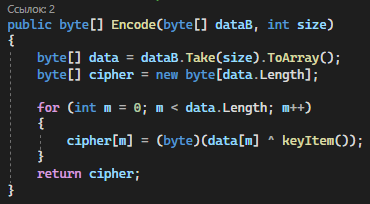 Ссылок: 2
public byte[] Encode(byte[] dataB, int size)
{
    byte[] data = dataB.Take(size).ToArray();
    byte[] cipher = new byte[data.Length];

    for (int m = 0; m < data.Length; m++)
    {
        cipher[m] = (byte)(data[m] ^ keyItem());
    }
    return cipher;
}